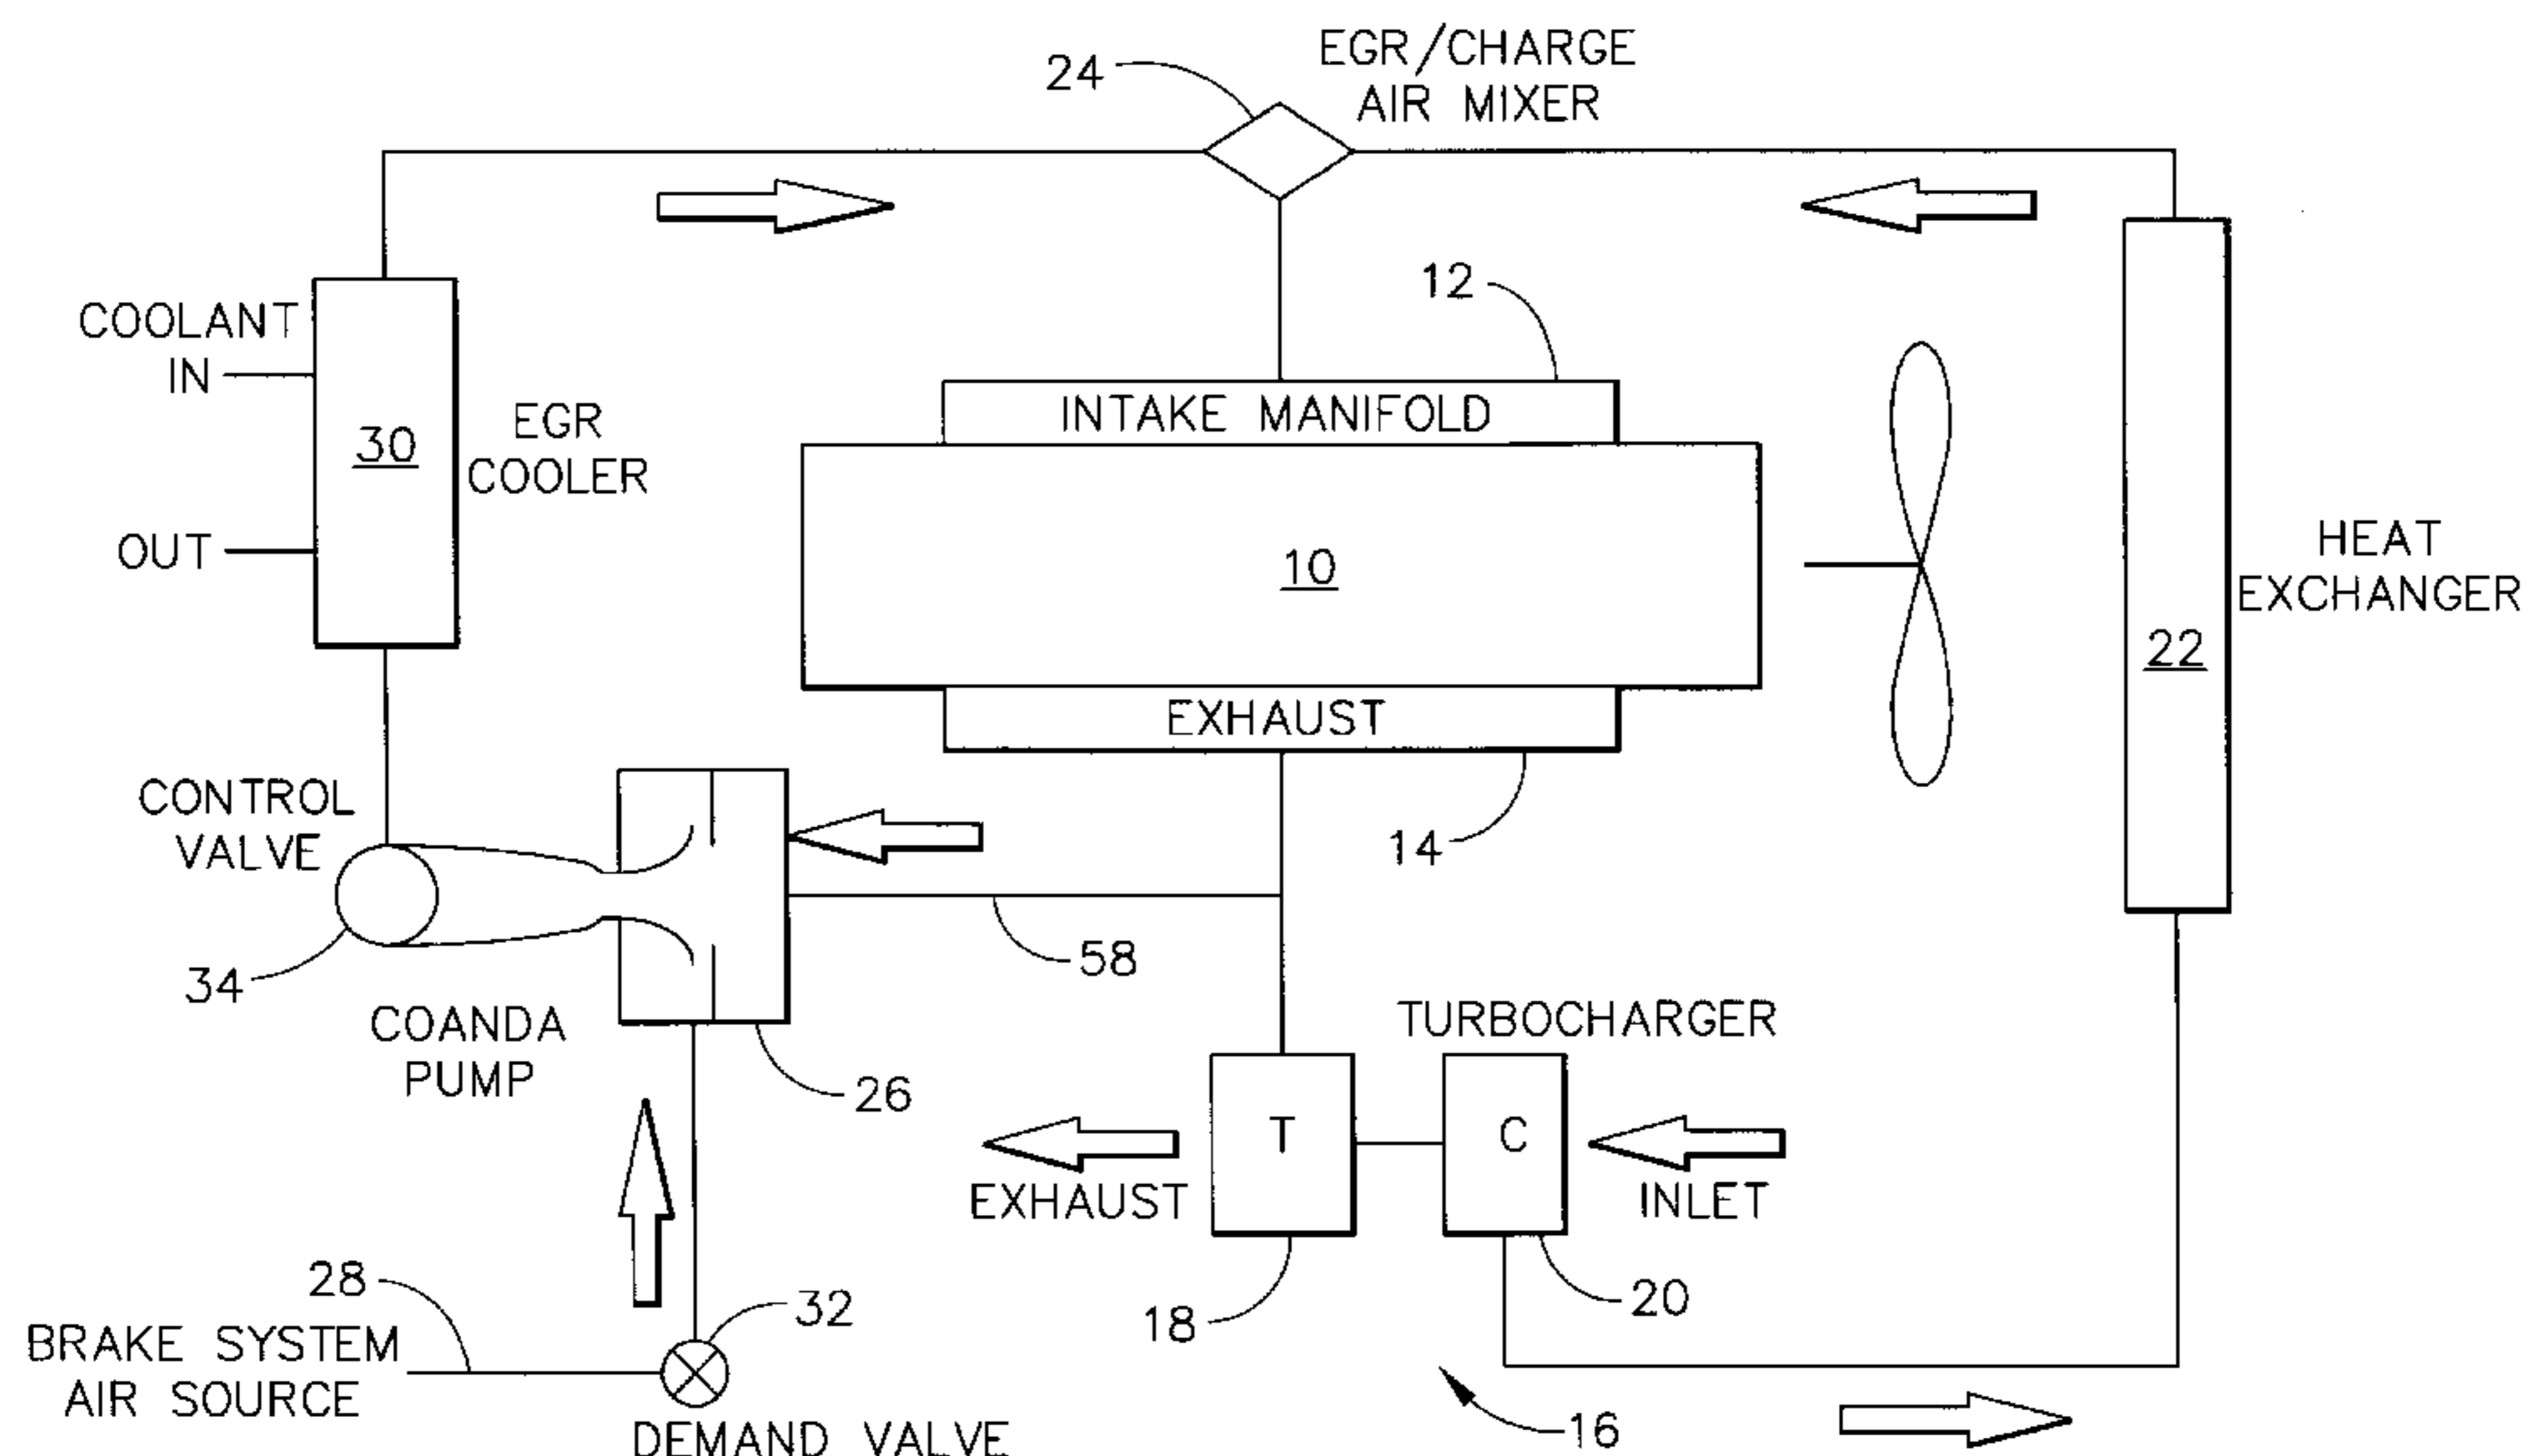 EGR/CHARGE
AIR MIXER
24
12
COOLANT
IN
OUT
30
EGR
COOLER
INTAKE MANIFOLD
10
EXHAUST
14
HEAT
EXCHANGER
22
CONTROL
VALVE
34
COANDA
PUMP
26
58
TURBOCHARGER
T
C
EXHAUST
INLET
18
20
16
28
32
BRAKE SYSTEM
AIR SOURCE
DEMAND VALVE